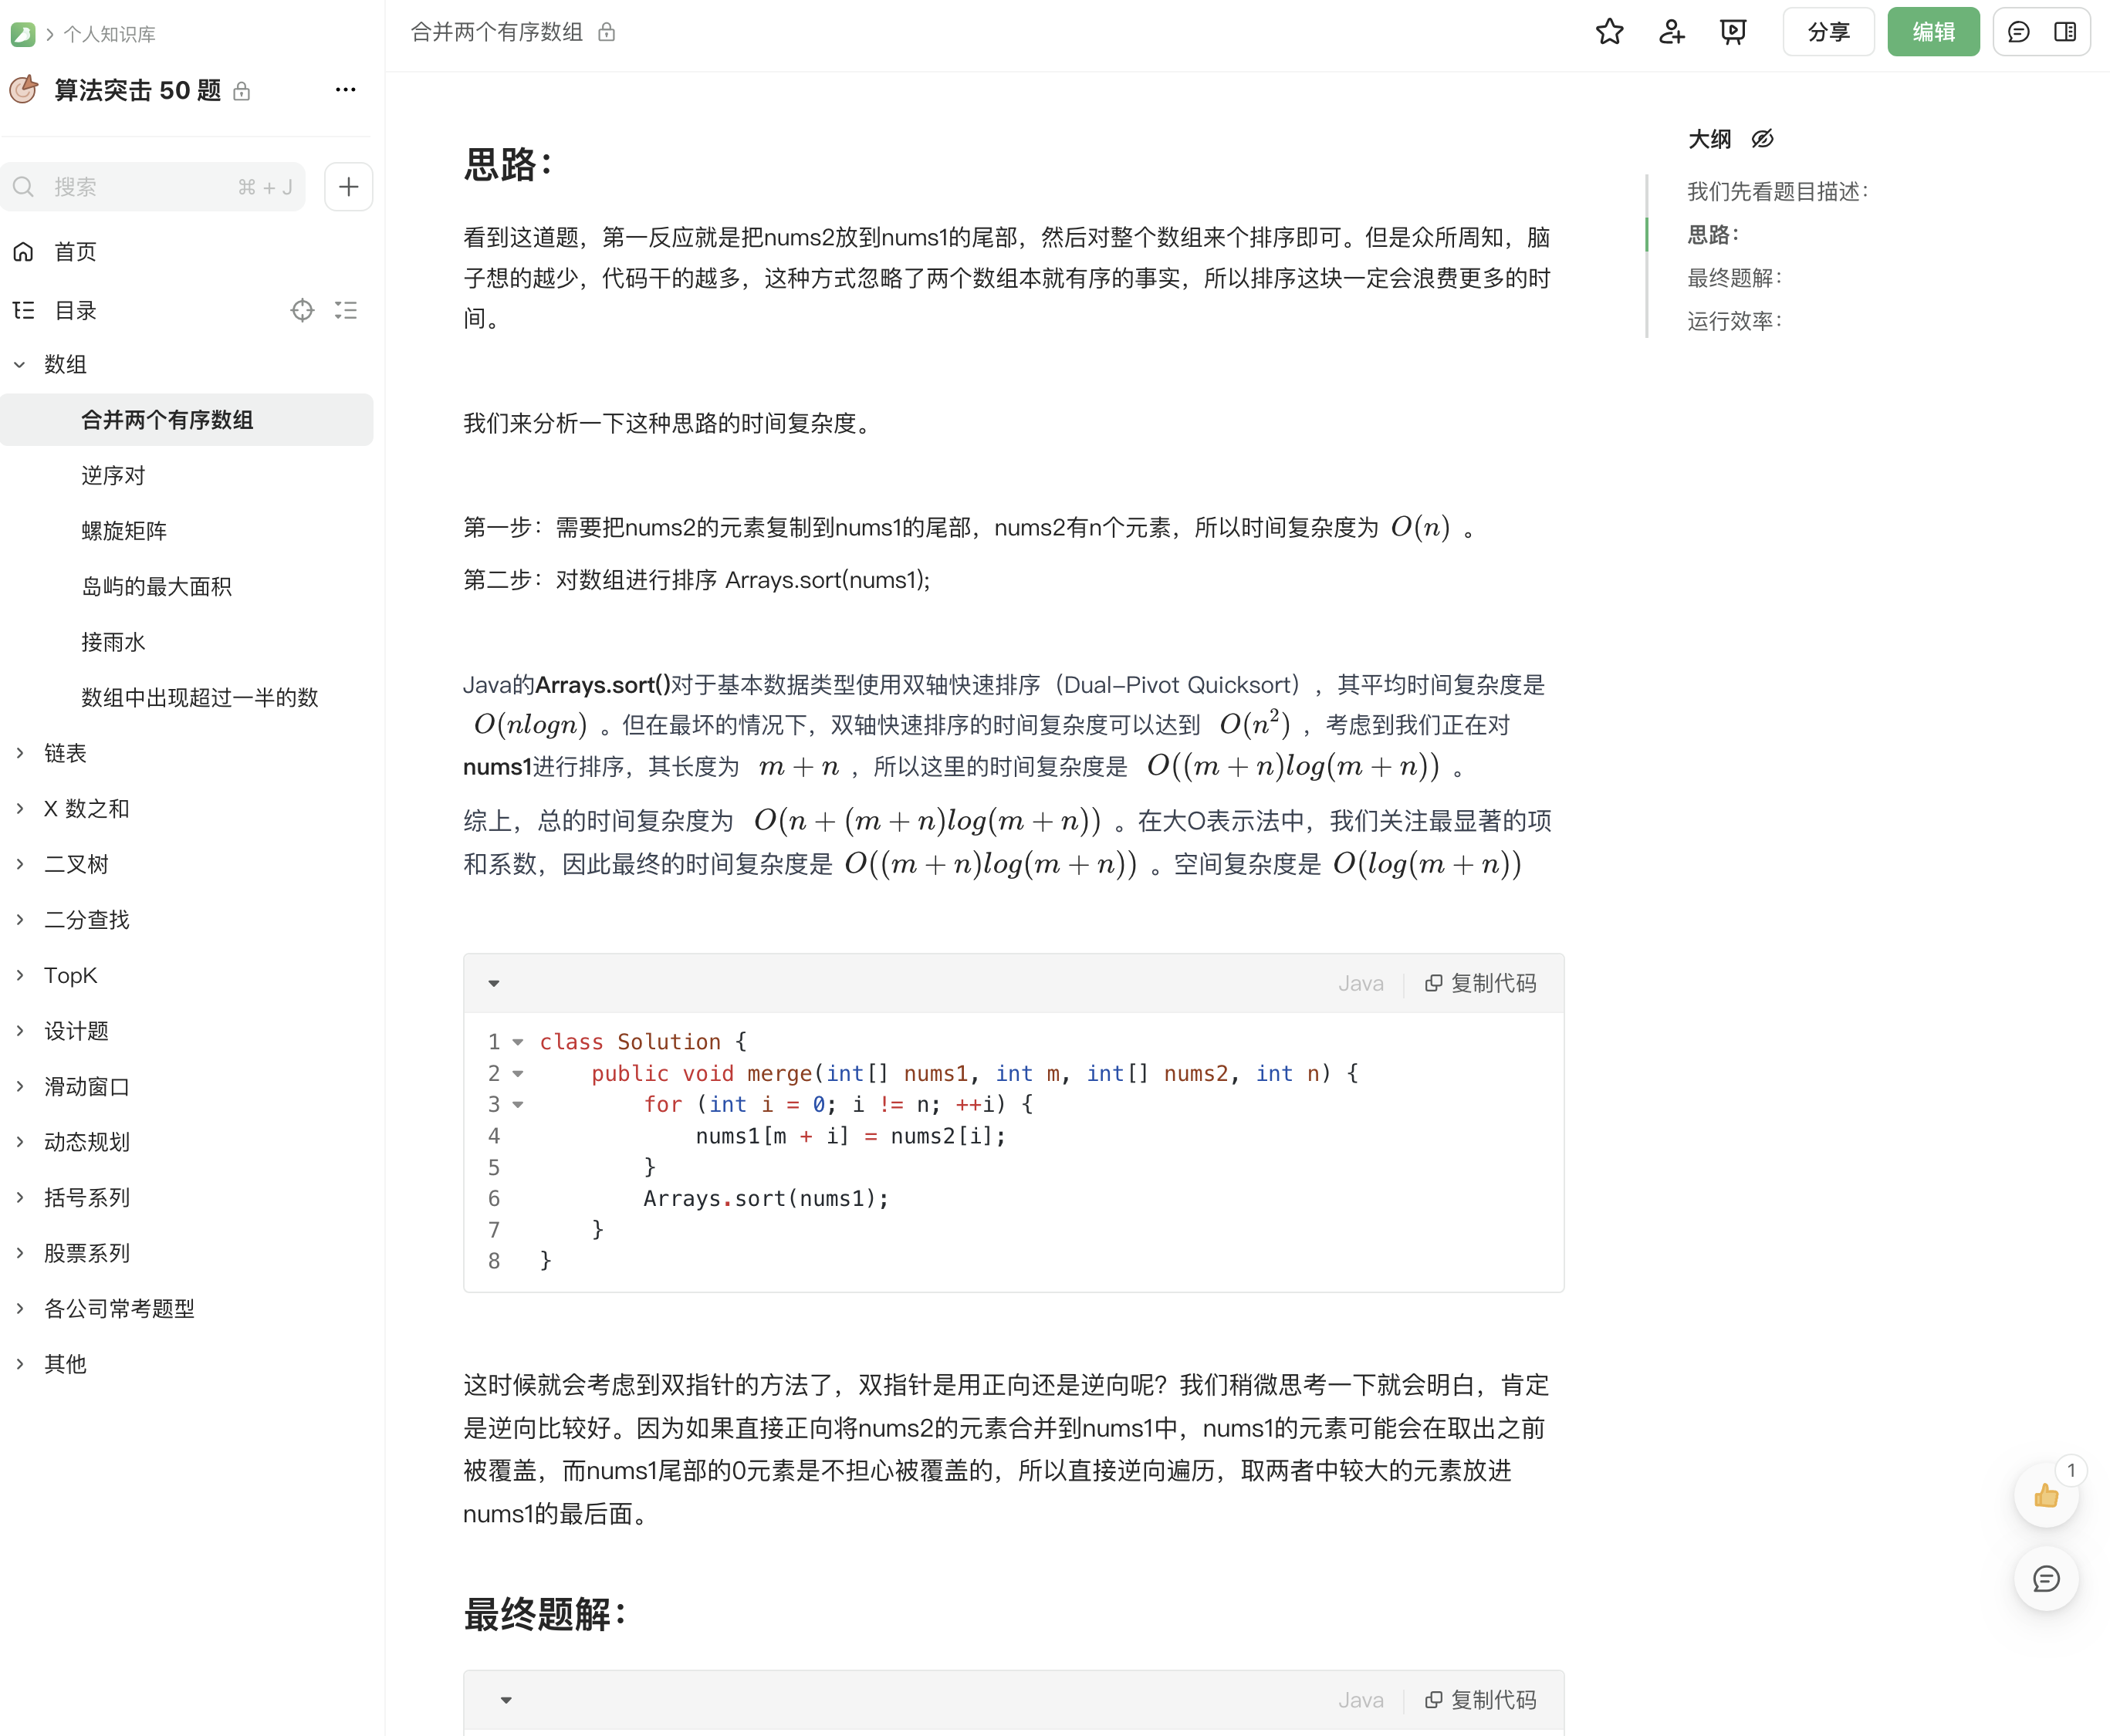 个人知识库
算法突击 50 题
搜索 ⌘ + J
首页
目录
数组
合并两个有序数组
逆序对
螺旋矩阵
岛屿的最大面积
接雨水
数组中出现超过一半的数
链表
X 数之和
二叉树
二分查找
TopK
设计题
滑动窗口
动态规划
括号系列
股票系列
各公司常考题型
其他
合并两个有序数组
分享
编辑
思路：
看到这道题，第一反应就是把nums2放到nums1的尾部，然后对整个数组来个排序即可。但是众所周知，脑
子想的越少，代码干的越多，这种方式忽略了两个数组本就有序的事实，所以排序这块一定会浪费更多的时
间。
我们来分析一下这种思路的时间复杂度。
第一步：需要把nums2的元素复制到nums1的尾部，nums2有n个元素，所以时间复杂度为 O(n) 。
第二步：对数组进行排序 Arrays.sort(nums1);
Java的Arrays.sort()对于基本数据类型使用双轴快速排序（Dual-Pivot Quicksort），其平均时间复杂度是
O(nlogn) 。但在最坏的情况下，双轴快速排序的时间复杂度可以达到 O(n²) ，考虑到我们正在对
nums1进行排序，其长度为 m + n ，所以这里的时间复杂度是 O((m + n)log(m + n)) 。
综上，总的时间复杂度为 O(n + (m + n)log(m + n)) 。在大O表示法中，我们关注最显著的项
和系数，因此最终的时间复杂度是 O((m + n)log(m + n)) 。空间复杂度是 O(log(m + n))
Java 复制代码
1 class Solution {
2     public void merge(int[] nums1, int m, int[] nums2, int n) {
3         for (int i = 0; i != n; ++i) {
4             nums1[m + i] = nums2[i];
5         }
6         Arrays.sort(nums1);
7     }
8 }
这时候就会考虑到双指针的方法了，双指针是用正向还是逆向呢？我们稍微思考一下就会明白，肯定
是逆向比较好。因为如果直接正向将nums2的元素合并到nums1中，nums1的元素可能会在取出之前
被覆盖，而nums1尾部的0元素是不担心被覆盖的，所以直接逆向遍历，取两者中较大的元素放进
nums1的最后面。
最终题解：
Java 复制代码
大纲
我们先看题目描述：
思路：
最终题解：
运行效率：
1